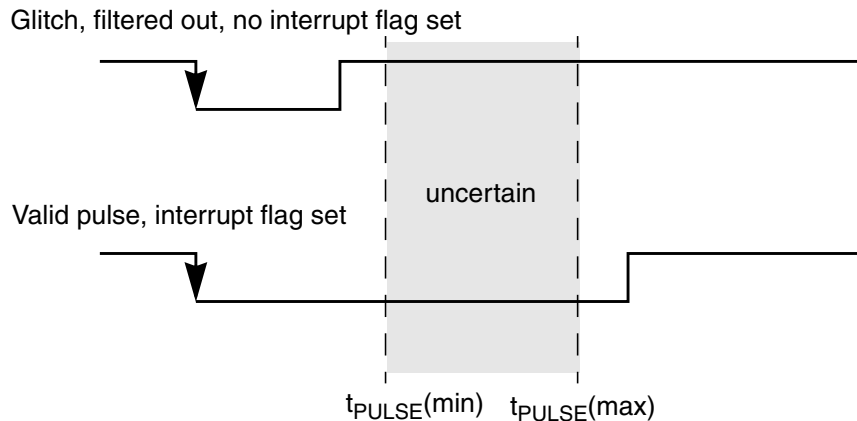 Glitch, filtered out, no interrupt flag set
uncertain
Valid pulse, interrupt flag set
tPULSE(min) tPULSE(max)